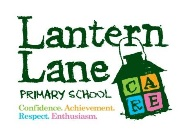 Lantern
Lane
PRIMARY SCHOOL
CARE
Confidence. Achievement.
Respect. Enthusiasm.